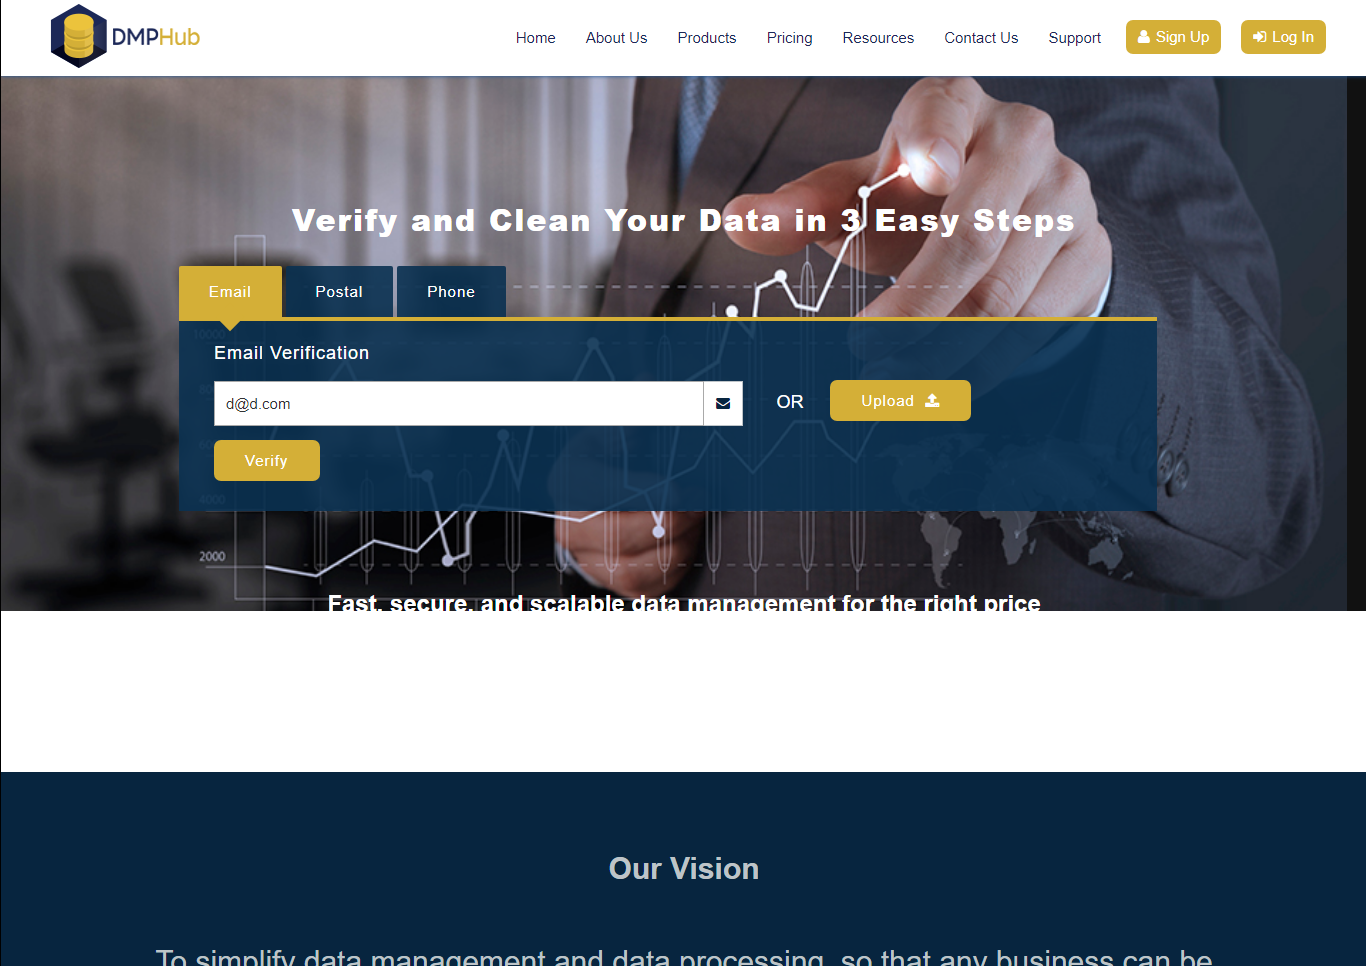 DMPHub
Home About Us Products Pricing Resources Contact Us Support Sign Up Log In
Verify and Clean Your Data in 3 Easy Steps
Email Postal Phone
Email Verification
d@d.com OR Upload
Verify
4000
2000
Fast, secure, and scalable data management for the right price
Our Vision
To simplify data management and data processing, so that any business can be